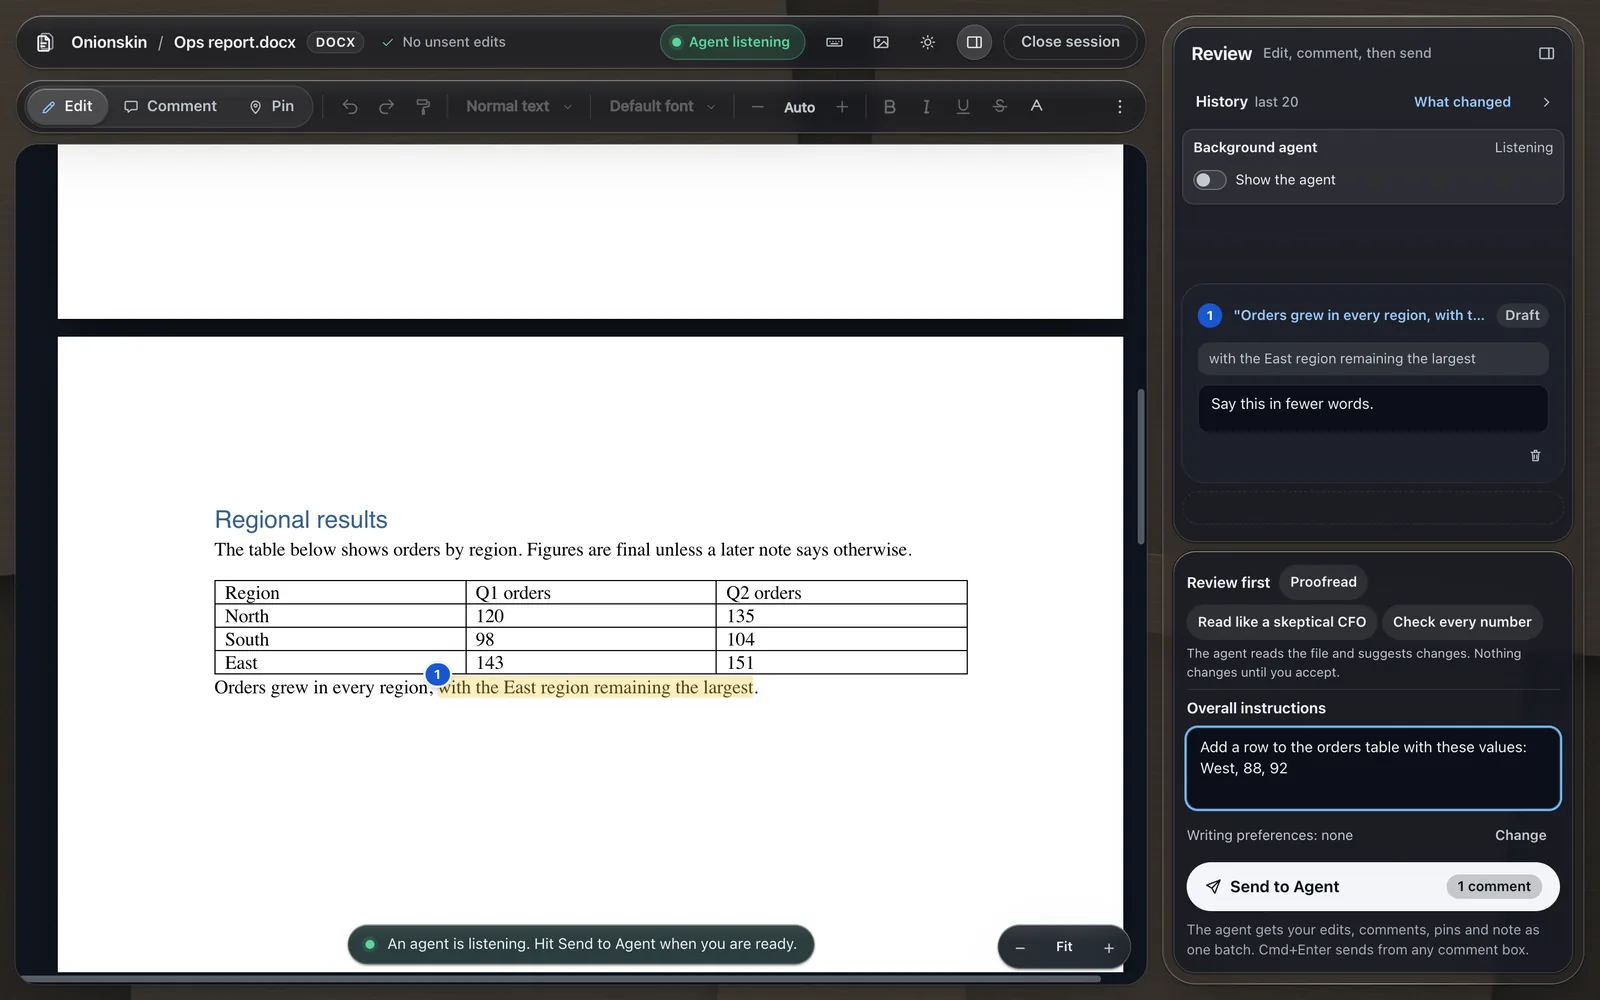 Onionskin / Ops report.docx DOCX No unsent edits Agent listening Close session
Edit Comment Pin Normal text Default font Auto B I U S A
Regional results
The table below shows orders by region. Figures are final unless a later note says otherwise.
Region Q1 orders Q2 orders
North 120 135
South 98 104
East 143 151
1
Orders grew in every region, with the East region remaining the largest.
An agent is listening. Hit Send to Agent when you are ready.
Fit
Review Edit, comment, then send
History last 20 What changed
Background agent Listening
Show the agent
1 "Orders grew in every region, with t... Draft
with the East region remaining the largest
Say this in fewer words.
Review first Proofread
Read like a skeptical CFO Check every number
The agent reads the file and suggests changes. Nothing
changes until you accept.
Overall instructions
Add a row to the orders table with these values:
West, 88, 92
Writing preferences: none Change
Send to Agent 1 comment
The agent gets your edits, comments, pins and note as
one batch. Cmd+Enter sends from any comment box.